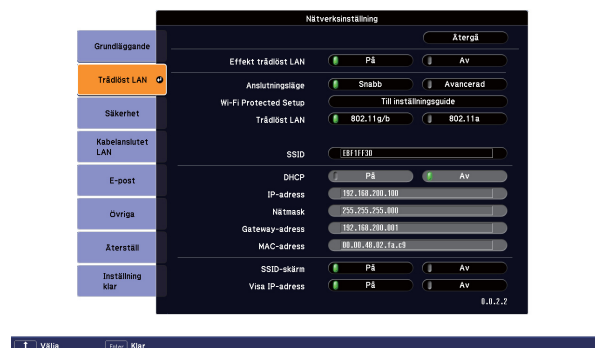 Nätverksinställning
Återgå
Grundläggande
Trådlöst LAN
Säkerhet
Kabelanslutet
LAN
E-post
Övriga
Återställ
Inställning
klar
Effekt trådlöst LAN På Av
Anslutningsläge Snabb Avancerad
Wi-Fi Protected Setup Till inställningsguide
Trådlöst LAN 802.11g/b 802.11a
SSID EBF1FF3D
DHCP På Av
IP-adress 192.168.200.100
Nätmask 255.255.255.000
Gateway-adress 192.168.200.001
MAC-adress 00.00.48.02.fa.c9
SSID-skärm På Av
Visa IP-adress På Av
0.0.2.2
Välja Enter Klar